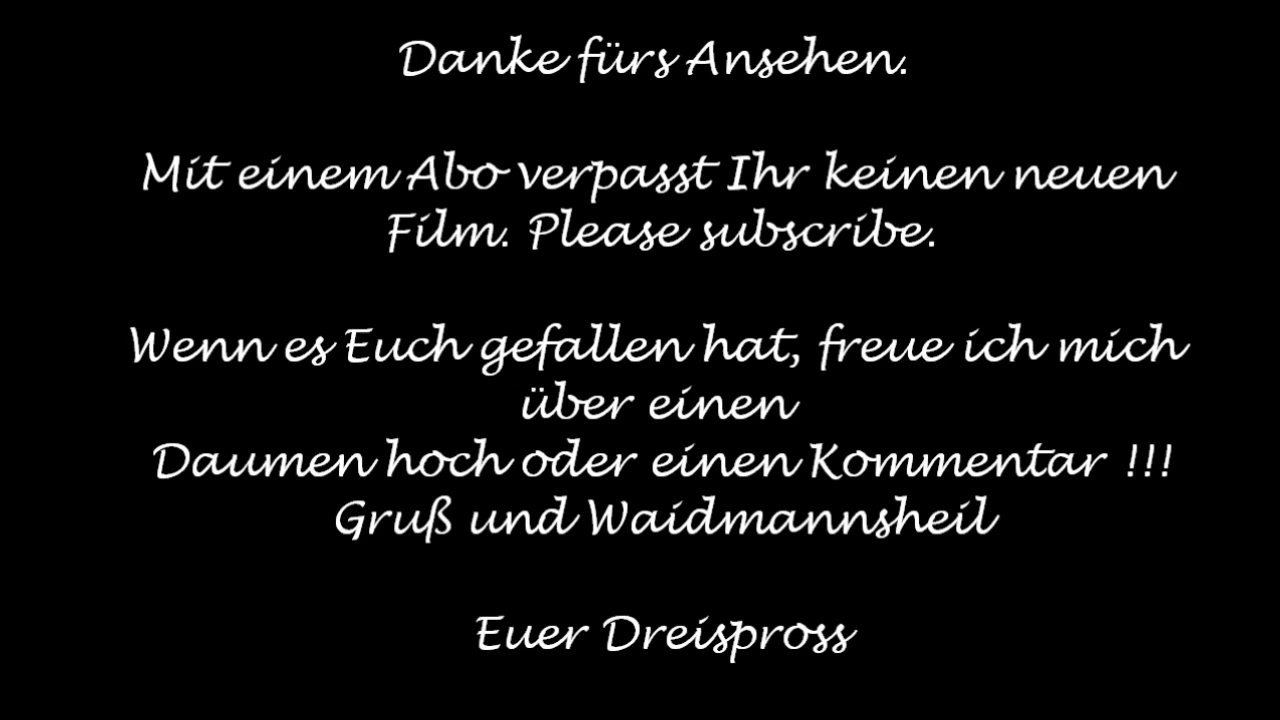 Danke fürs Ansehen.
Mit einem Abo verpasst Ihr keinen neuen
Film. Please subscribe.
Wenn es Euch gefallen hat, freue ich mich
über einen
Daumen hoch oder einen Kommentar !!!
Gruß und Waidmannsheil
Euer Dreispross